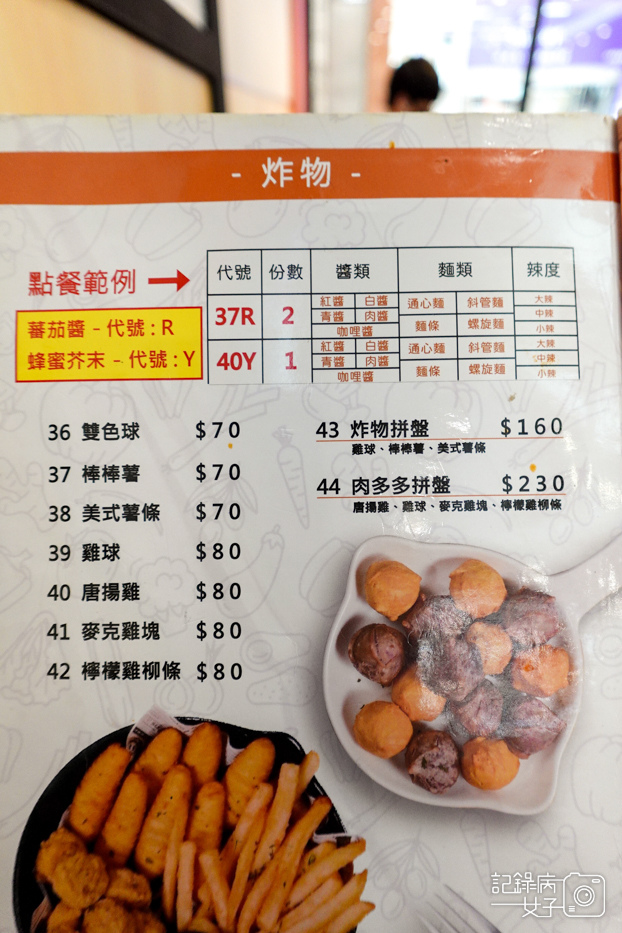 - 炸物 -
點餐範例
蕃茄醬 - 代號 : R
蜂蜜芥末 - 代號 : Y
代號 份數 醬類 麵類 辣度
37R 2 紅醬 白醬 青醬 肉醬 咖哩醬 通心麵 斜管麵 麵條 螺旋麵 大辣 中辣 小辣
40Y 1 紅醬 白醬 青醬 肉醬 咖哩醬 通心麵 斜管麵 麵條 螺旋麵 大辣 中辣 小辣
36 雙色球 $70
37 棒棒薯 $70
38 美式薯條 $70
39 雞球 $80
40 唐揚雞 $80
41 麥克雞塊 $80
42 檸檬雞柳條 $80
43 炸物拼盤 $160
雞球、棒棒薯、美式薯條
44 肉多多拼盤 $230
唐揚雞、雞球、麥克雞塊、檸檬雞柳條
記錄病
女子